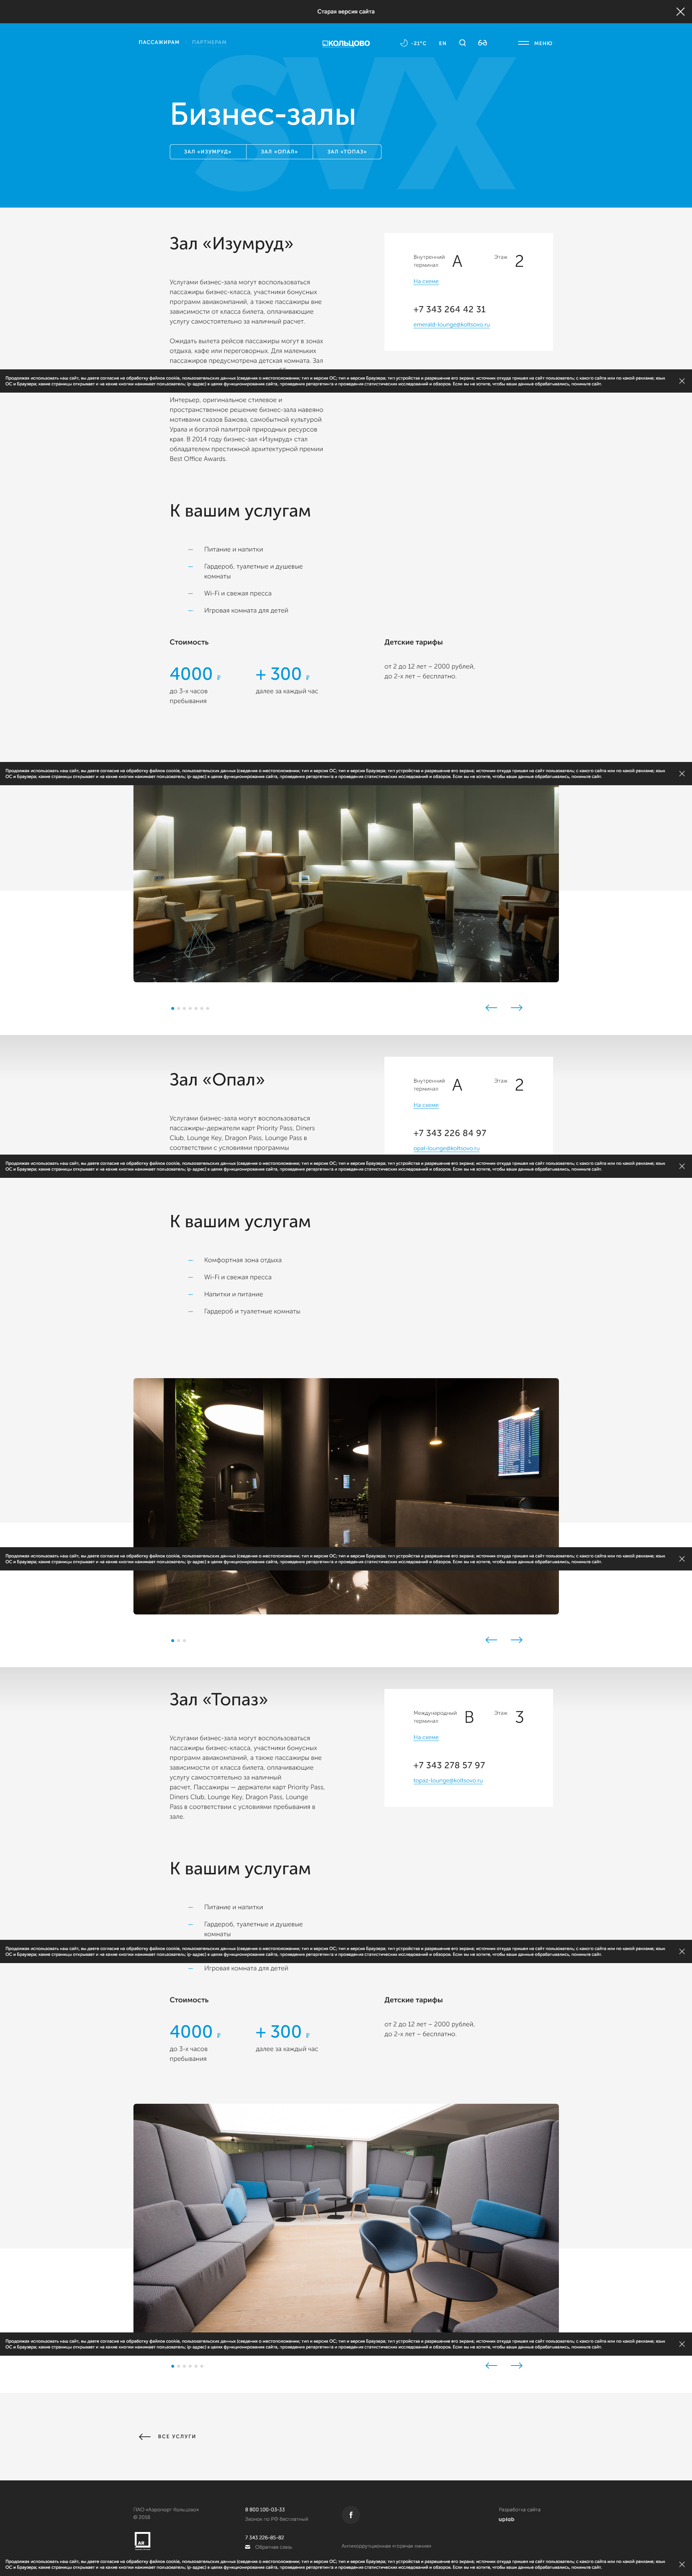 Старая версия сайта
ПАССАЖИРАМ
ПАРТНЕРАМ
КОЛЬЦОВО
-21°C
EN
МЕНЮ
SVX
Бизнес-залы
ЗАЛ «ИЗУМРУД»
ЗАЛ «ОПАЛ»
ЗАЛ «ТОПАЗ»
Зал «Изумруд»
Внутренний
терминал
A
Этаж
2
На схеме
+7 343 264 42 31
emerald-lounge@koltsovo.ru
Услугами бизнес-зала могут воспользоваться
пассажиры бизнес-класса, участники бонусных
программ авиакомпаний, а также пассажиры вне
зависимости от класса билета, оплачивающие
услугу самостоятельно за наличный расчет.
Ожидать вылета рейсов пассажиры могут в зонах
отдыха, кафе или переговорных. Для маленьких
пассажиров предусмотрена детская комната. Зал
Продолжая использовать наш сайт, вы даете согласие на обработку файлов cookie, пользовательских данных (сведения о местоположении; тип и версия ОС; тип и версия Браузера; тип устройства и разрешение его экрана; источник откуда пришел на сайт пользователь; с какого сайта или по какой рекламе; язык
ОС и Браузера; какие страницы открывает и на какие кнопки нажимает пользователь; ip-адрес) в целях функционирования сайта, проведения ретаргетинга и проведения статистических исследований и обзоров. Если вы не хотите, чтобы ваши данные обрабатывались, покиньте сайт.
Интерьер, оригинальное стилевое и
пространственное решение бизнес-зала навеяно
мотивами сказов Бажова, самобытной культурой
Урала и богатой палитрой природных ресурсов
края. В 2014 году бизнес-зал «Изумруд» стал
обладателем престижной архитектурной премии
Best Office Awards.
К вашим услугам
— Питание и напитки
— Гардероб, туалетные и душевые
комнаты
— Wi-Fi и свежая пресса
— Игровая комната для детей
Стоимость
4000 ₽
до 3-х часов
пребывания
+ 300 ₽
далее за каждый час
Детские тарифы
от 2 до 12 лет – 2000 рублей,
до 2-х лет – бесплатно.
Продолжая использовать наш сайт, вы даете согласие на обработку файлов cookie, пользовательских данных (сведения о местоположении; тип и версия ОС; тип и версия Браузера; тип устройства и разрешение его экрана; источник откуда пришел на сайт пользователь; с какого сайта или по какой рекламе; язык
ОС и Браузера; какие страницы открывает и на какие кнопки нажимает пользователь; ip-адрес) в целях функционирования сайта, проведения ретаргетинга и проведения статистических исследований и обзоров. Если вы не хотите, чтобы ваши данные обрабатывались, покиньте сайт.
Зал «Опал»
Внутренний
терминал
A
Этаж
2
На схеме
+7 343 226 84 97
opal-lounge@koltsovo.ru
Услугами бизнес-зала могут воспользоваться
пассажиры-держатели карт Priority Pass, Diners
Club, Lounge Key, Dragon Pass, Lounge Pass в
соответствии с условиями программы
Продолжая использовать наш сайт, вы даете согласие на обработку файлов cookie, пользовательских данных (сведения о местоположении; тип и версия ОС; тип и версия Браузера; тип устройства и разрешение его экрана; источник откуда пришел на сайт пользователь; с какого сайта или по какой рекламе; язык
ОС и Браузера; какие страницы открывает и на какие кнопки нажимает пользователь; ip-адрес) в целях функционирования сайта, проведения ретаргетинга и проведения статистических исследований и обзоров. Если вы не хотите, чтобы ваши данные обрабатывались, покиньте сайт.
К вашим услугам
— Комфортная зона отдыха
— Wi-Fi и свежая пресса
— Напитки и питание
— Гардероб и туалетные комнаты
Продолжая использовать наш сайт, вы даете согласие на обработку файлов cookie, пользовательских данных (сведения о местоположении; тип и версия ОС; тип и версия Браузера; тип устройства и разрешение его экрана; источник откуда пришел на сайт пользователь; с какого сайта или по какой рекламе; язык
ОС и Браузера; какие страницы открывает и на какие кнопки нажимает пользователь; ip-адрес) в целях функционирования сайта, проведения ретаргетинга и проведения статистических исследований и обзоров. Если вы не хотите, чтобы ваши данные обрабатывались, покиньте сайт.
Зал «Топаз»
Международный
терминал
B
Этаж
3
На схеме
+7 343 278 57 97
topaz-lounge@koltsovo.ru
Услугами бизнес-зала могут воспользоваться
пассажиры бизнес-класса, участники бонусных
программ авиакомпаний, а также пассажиры вне
зависимости от класса билета, оплачивающие
услугу самостоятельно за наличный
расчет, Пассажиры — держатели карт Priority Pass,
Diners Club, Lounge Key, Dragon Pass, Lounge
Pass в соответствии с условиями пребывания в
зале.
К вашим услугам
— Питание и напитки
— Гардероб, туалетные и душевые
комнаты
Продолжая использовать наш сайт, вы даете согласие на обработку файлов cookie, пользовательских данных (сведения о местоположении; тип и версия ОС; тип и версия Браузера; тип устройства и разрешение его экрана; источник откуда пришел на сайт пользователь; с какого сайта или по какой рекламе; язык
ОС и Браузера; какие страницы открывает и на какие кнопки нажимает пользователь; ip-адрес) в целях функционирования сайта, проведения ретаргетинга и проведения статистических исследований и обзоров. Если вы не хотите, чтобы ваши данные обрабатывались, покиньте сайт.
— Игровая комната для детей
Стоимость
4000 ₽
до 3-х часов
пребывания
+ 300 ₽
далее за каждый час
Детские тарифы
от 2 до 12 лет – 2000 рублей,
до 2-х лет – бесплатно.
Продолжая использовать наш сайт, вы даете согласие на обработку файлов cookie, пользовательских данных (сведения о местоположении; тип и версия ОС; тип и версия Браузера; тип устройства и разрешение его экрана; источник откуда пришел на сайт пользователь; с какого сайта или по какой рекламе; язык
ОС и Браузера; какие страницы открывает и на какие кнопки нажимает пользователь; ip-адрес) в целях функционирования сайта, проведения ретаргетинга и проведения статистических исследований и обзоров. Если вы не хотите, чтобы ваши данные обрабатывались, покиньте сайт.
ВСЕ УСЛУГИ
ПАО «Аэропорт Кольцово»
© 2018
8 800 100-03-33
Звонок по РФ бесплатный
7 343 226-85-82
Обратная связь
Антикоррупционная «горячая линия»
Разработка сайта
uplab
AR
Продолжая использовать наш сайт, вы даете согласие на обработку файлов cookie, пользовательских данных (сведения о местоположении; тип и версия ОС; тип и версия Браузера; тип устройства и разрешение его экрана; источник откуда пришел на сайт пользователь; с какого сайта или по какой рекламе; язык
ОС и Браузера; какие страницы открывает и на какие кнопки нажимает пользователь; ip-адрес) в целях функционирования сайта, проведения ретаргетинга и проведения статистических исследований и обзоров. Если вы не хотите, чтобы ваши данные обрабатывались, покиньте сайт.